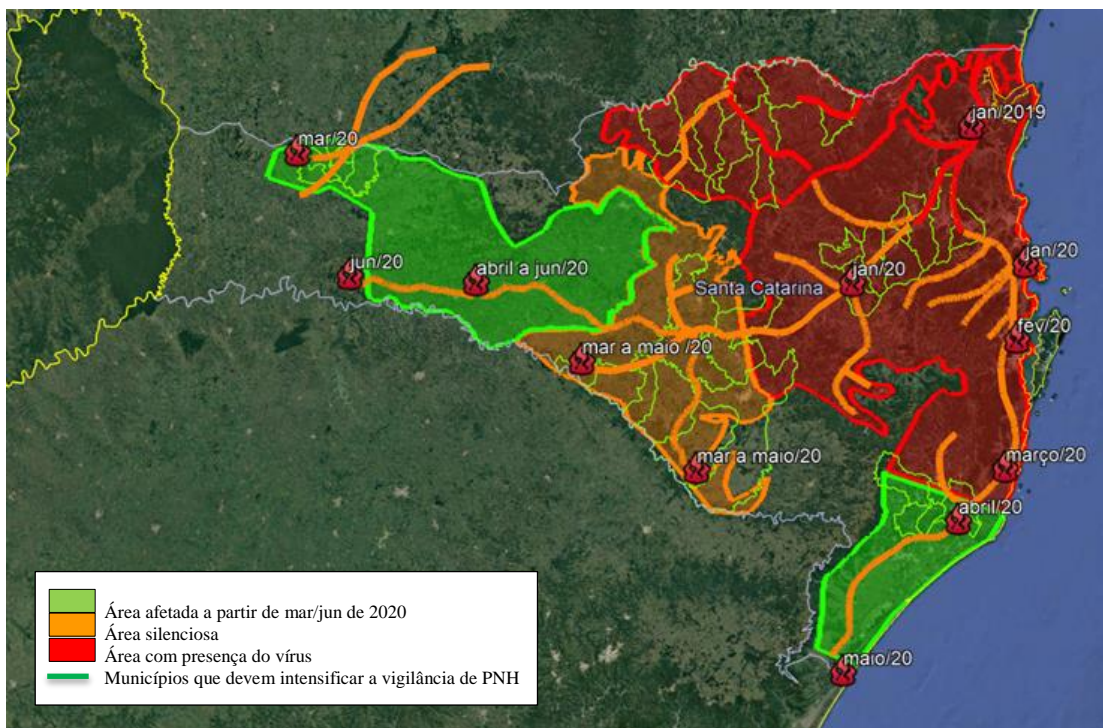 mar/20
jan/2019
jun/20
abril a jun/20
jan/20
jan/20
Santa Catarina
fev/20
mar a maio /20
mar a maio/20
março/20
abril/20
maio/20
Área afetada a partir de mar/jun de 2020
Área silenciosa
Área com presença do vírus
Municípios que devem intensificar a vigilância de PNH